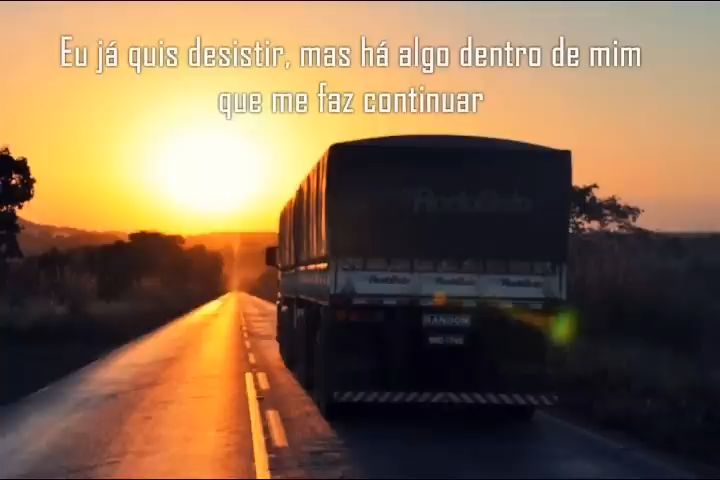 Eu já quis desistir, mas há algo dentro de mim
que me faz continuar
RANDON